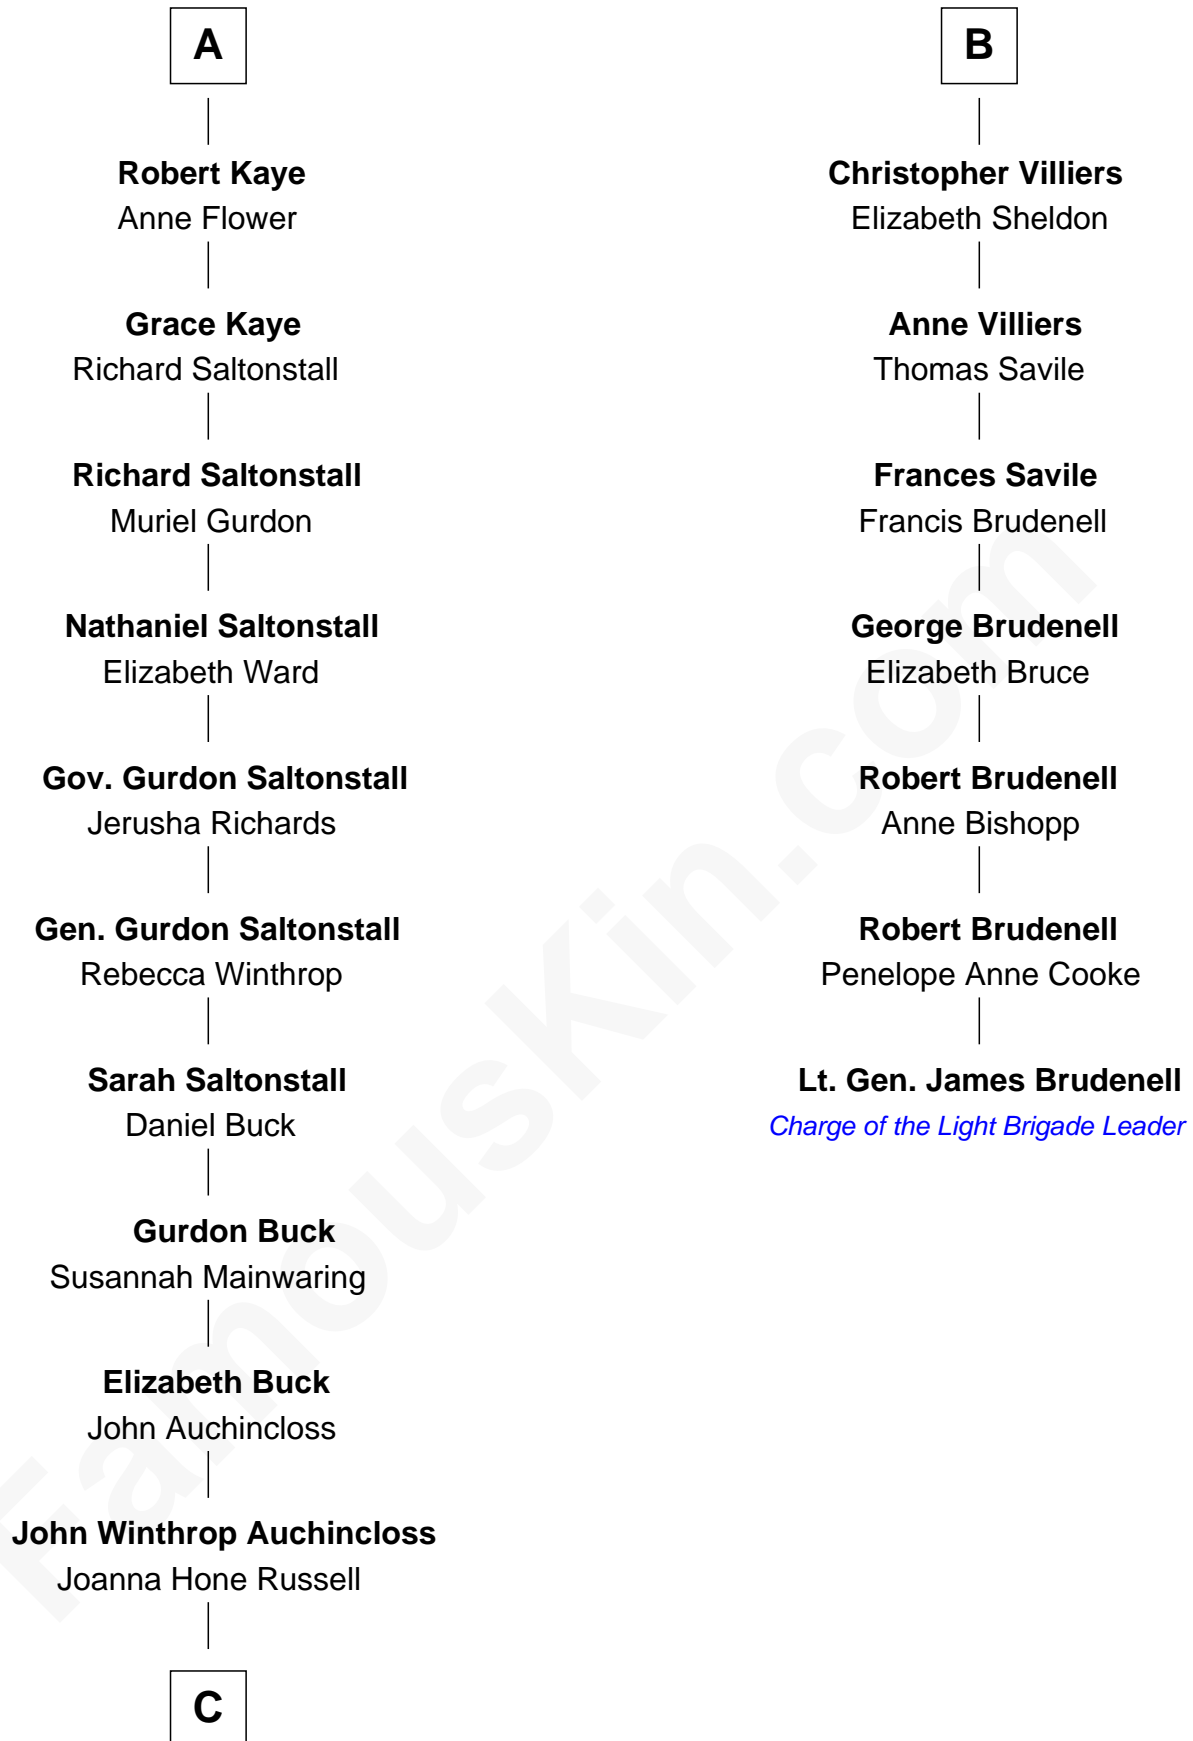 A
Robert Kaye
Anne Flower
Grace Kaye
Richard Saltonstall
Richard Saltonstall
Muriel Gurdon
Nathaniel Saltonstall
Elizabeth Ward
Gov. Gurdon Saltonstall
Jerusha Richards
Gen. Gurdon Saltonstall
Rebecca Winthrop
Sarah Saltonstall
Daniel Buck
Gurdon Buck
Susannah Mainwaring
Elizabeth Buck
John Auchincloss
John Winthrop Auchincloss
Joanna Hone Russell
C
B
Christopher Villiers
Elizabeth Sheldon
Anne Villiers
Thomas Savile
Frances Savile
Francis Brudenell
George Brudenell
Elizabeth Bruce
Robert Brudenell
Anne Bishopp
Robert Brudenell
Penelope Anne Cooke
Lt. Gen. James Brudenell
Charge of the Light Brigade Leader
FamousKin.com